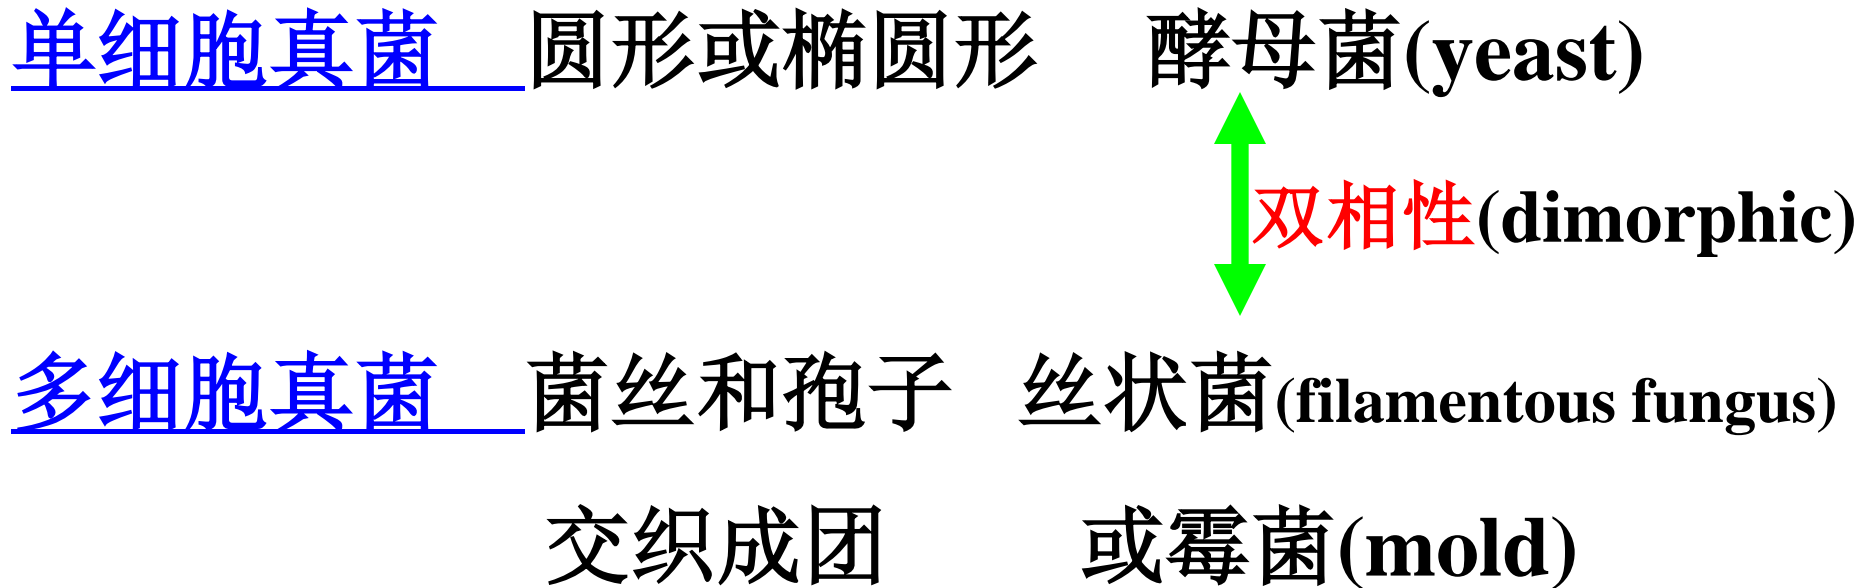 单细胞真菌 圆形或椭圆形 酵母菌(yeast)
双相性(dimorphic)
多细胞真菌 菌丝和孢子 丝状菌(filamentous fungus)
交织成团 或霉菌(mold)